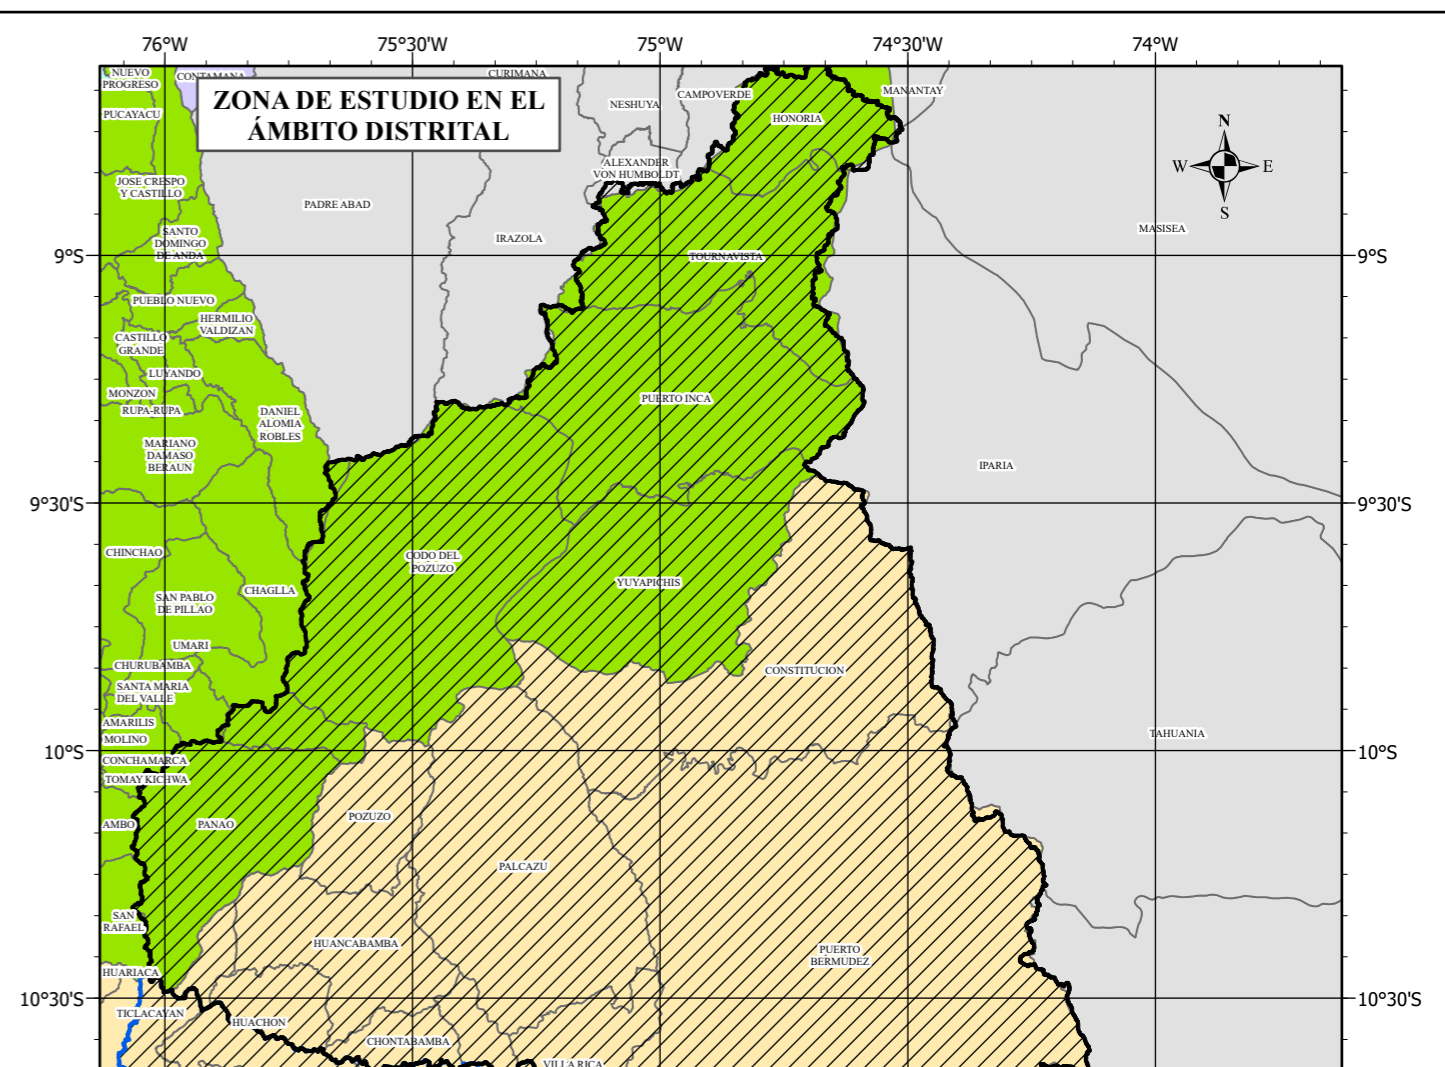 76°W
75°30'W
75°W
74°30'W
74°W
NUEVO
PROGRESO
CONTAMANA
CURIMANA
ZONA DE ESTUDIO EN EL
ÁMBITO DISTRITAL
PUCAYACU
NESHUYA
CAMPOVERDE
MANANTAY
HONORIA
N
W
E
S
ALEXANDER
VON HUMBOLDT
JOSE CRESPO
Y CASTILLO
PADRE ABAD
IRAZOLA
MASISEA
SANTO
DOMINGO
DE ANDA
TOURNAVISTA
9°S
9°S
PUEBLO NUEVO
HERMILIO
VALDIZAN
CASTILLO
GRANDE
LUYANDO
MONZON
RUPA-RUPA
PUERTO INCA
DANIEL
ALOMIA
ROBLES
MARIANO
DAMASO
BERAUN
IPARIA
9°30'S
9°30'S
CHINCHAO
CODO DEL
POZUZO
YUYAPICHIS
CHAGLLA
SAN PABLO
DE PILLAO
UMARI
CHURUBAMBA
CONSTITUCION
SANTA MARIA
DEL VALLE
AMARILIS
MOLINO
TAHUANIA
10°S
10°S
CONCHAMARCA
TOMAY KICHWA
AMBO
PANAO
POZUZO
PALCAZU
SAN
RAFAEL
HUANCABAMBA
PUERTO
BERMUDEZ
HUARIACA
10°30'S
10°30'S
TICLACAYAN
HUACHON
CHONTABAMBA
VILLA RICA